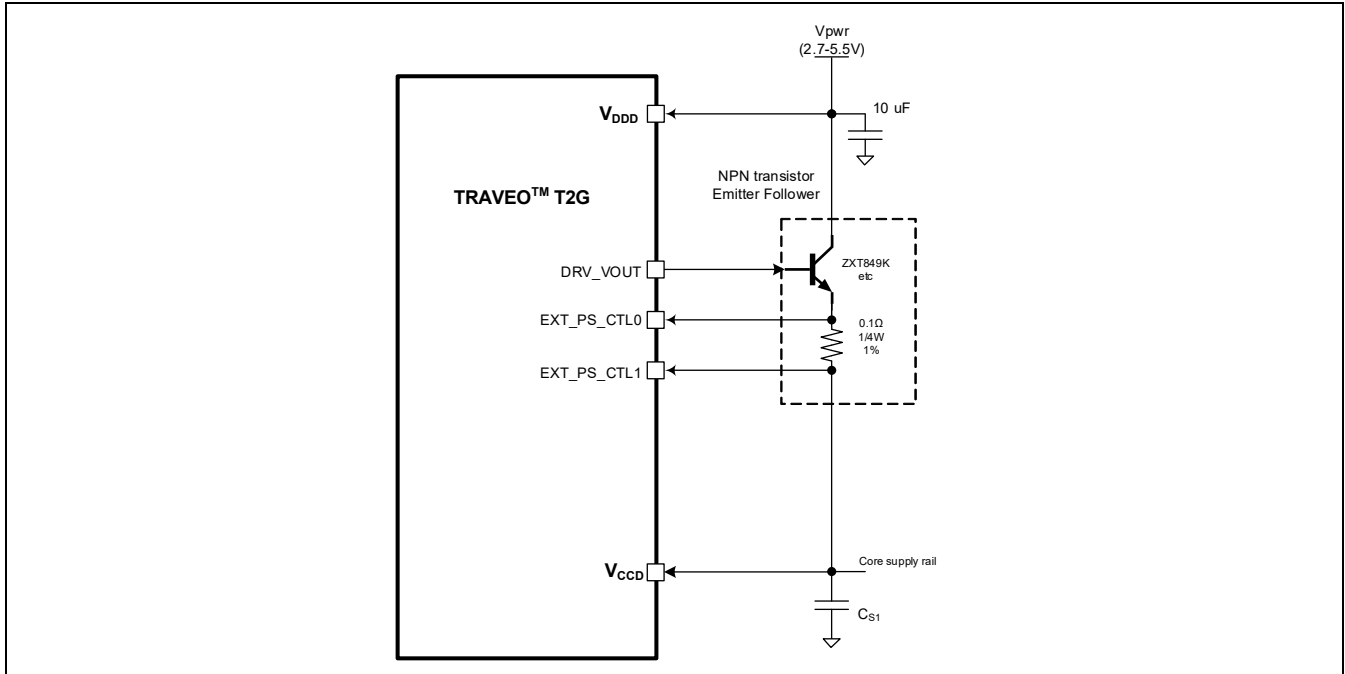 Vpwr
(2.7-5.5V)
10 uF
VDDD
NPN transistor
Emitter Follower
TRAVEO™ T2G
ZXT849K
etc
DRV_VOUT
EXT_PS_CTL0
0.1Ω
1/4W
1%
EXT_PS_CTL1
Core supply rail
VCCD
CS1